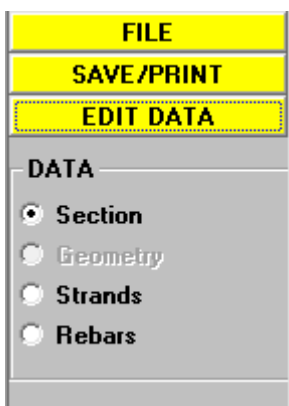 FILE
SAVE/PRINT
EDIT DATA
DATA
Section
Geometry
Strands
Rebars